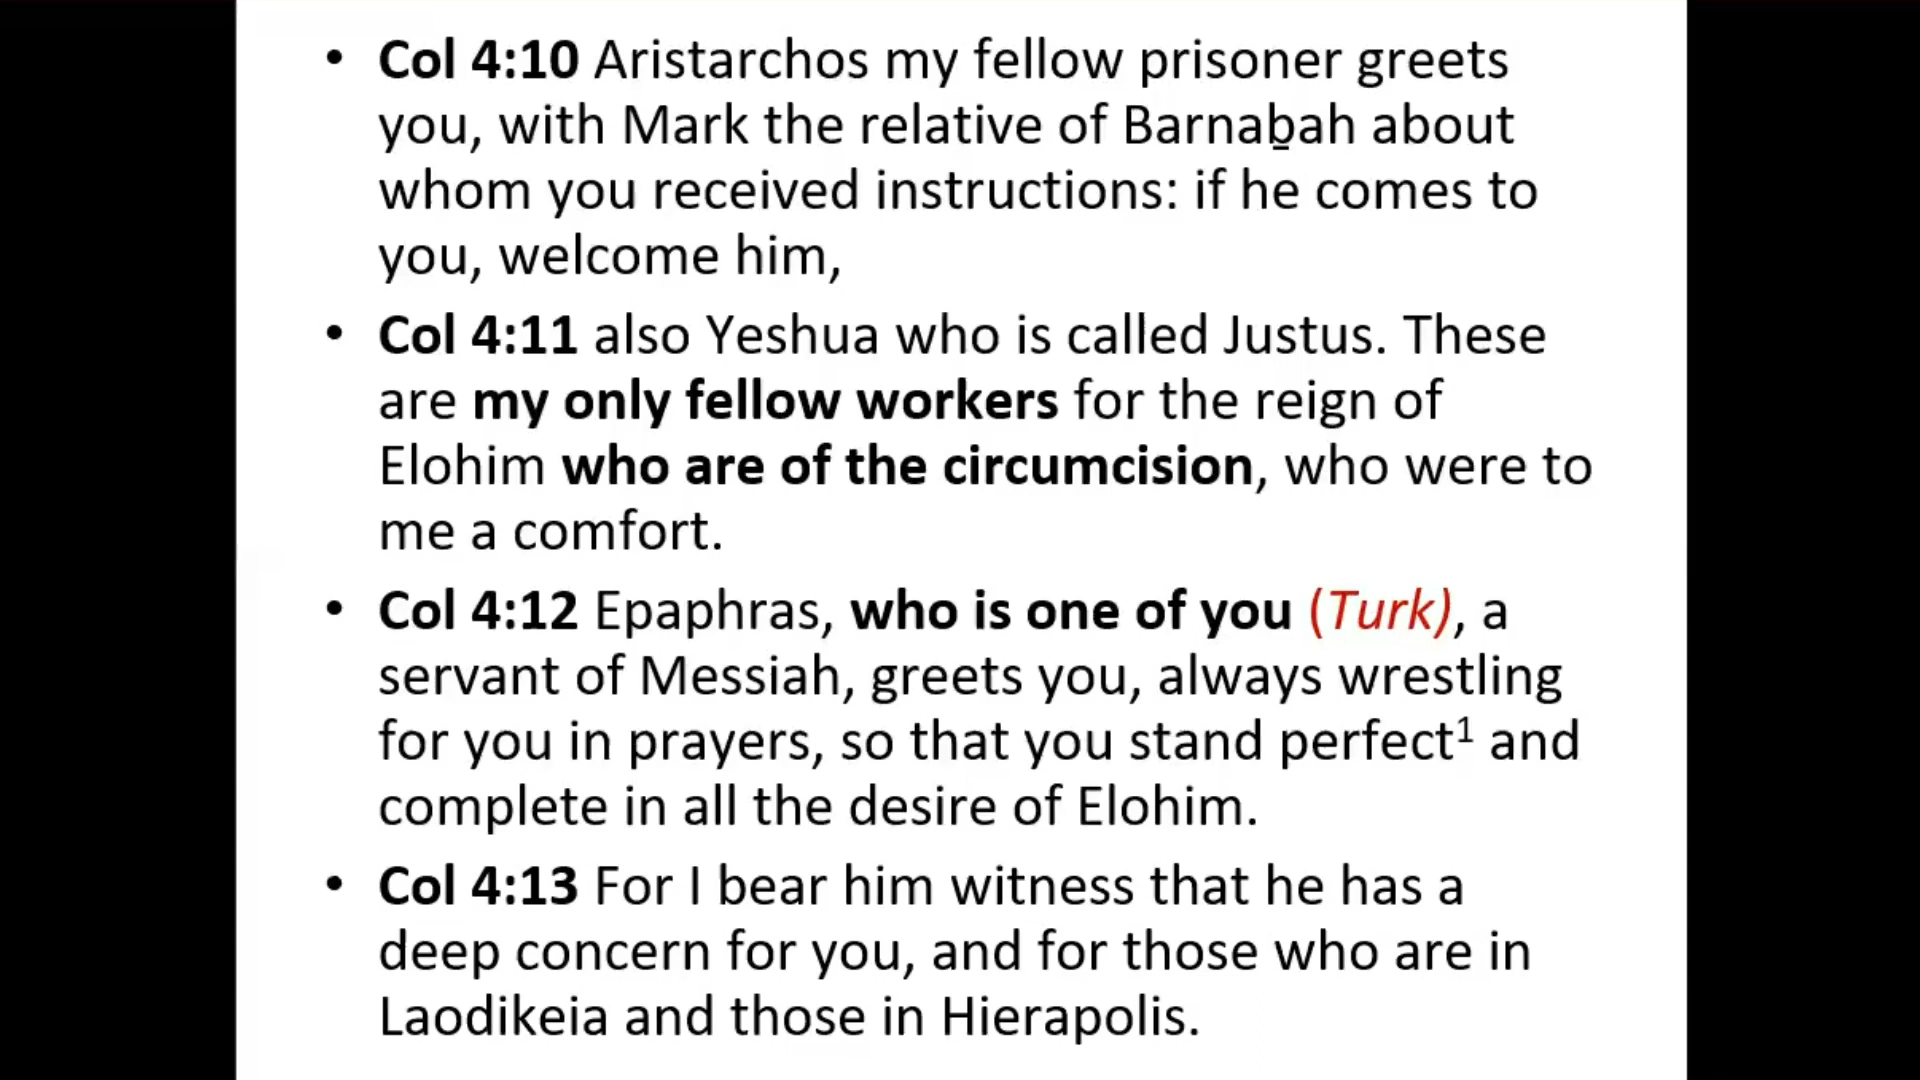 • Col 4:10 Aristarchos my fellow prisoner greets
you, with Mark the relative of Barnaḇah about
whom you received instructions: if he comes to
you, welcome him,
• Col 4:11 also Yeshua who is called Justus. These
are my only fellow workers for the reign of
Elohim who are of the circumcision, who were to
me a comfort.
• Col 4:12 Epaphras, who is one of you (Turk), a
servant of Messiah, greets you, always wrestling
for you in prayers, so that you stand perfect¹ and
complete in all the desire of Elohim.
• Col 4:13 For I bear him witness that he has a
deep concern for you, and for those who are in
Laodikeia and those in Hierapolis.